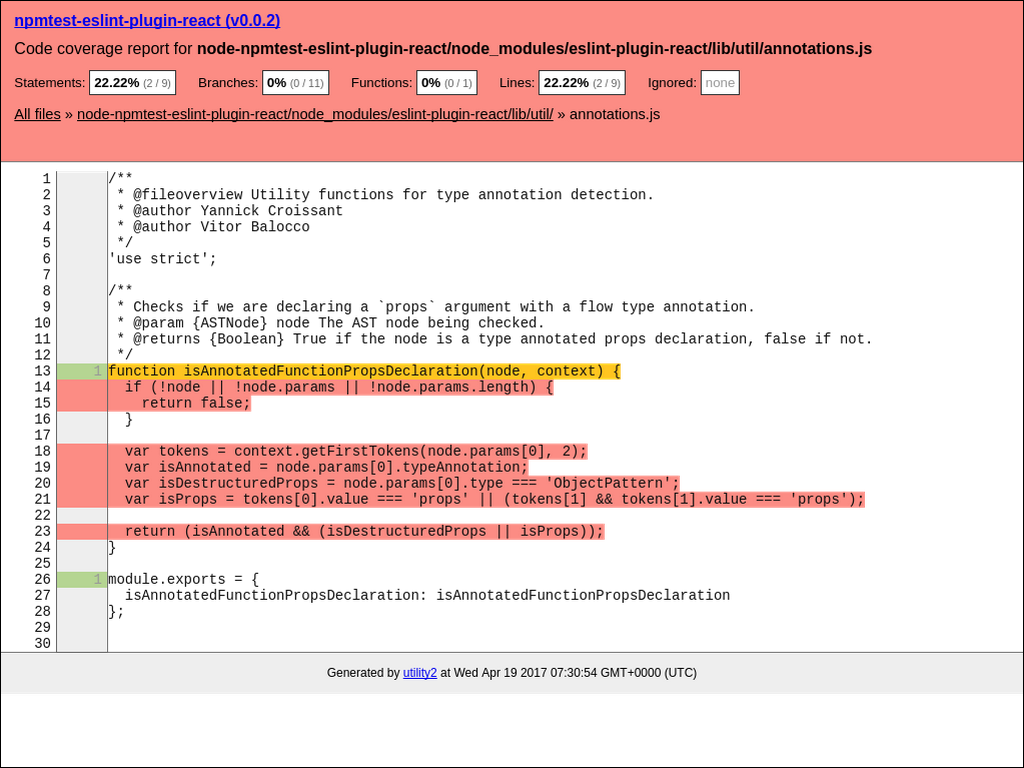 npmtest-eslint-plugin-react (v0.0.2)
Code coverage report for node-npmtest-eslint-plugin-react/node_modules/eslint-plugin-react/lib/util/annotations.js
Statements: 22.22% (2 / 9) Branches: 0% (0 / 11) Functions: 0% (0 / 1) Lines: 22.22% (2 / 9) Ignored: none
All files » node-npmtest-eslint-plugin-react/node_modules/eslint-plugin-react/lib/util/ » annotations.js
1 /**
2  * @fileoverview Utility functions for type annotation detection.
3  * @author Yannick Croissant
4  * @author Vitor Balocco
5  */
6 'use strict';
7
8 /**
9  * Checks if we are declaring a `props` argument with a flow type annotation.
10  * @param {ASTNode} node The AST node being checked.
11  * @returns {Boolean} True if the node is a type annotated props declaration, false if not.
12  */
13 1 function isAnnotatedFunctionPropsDeclaration(node, context) {
14   if (!node || !node.params || !node.params.length) {
15     return false;
16   }
17
18   var tokens = context.getFirstTokens(node.params[0], 2);
19   var isAnnotated = node.params[0].typeAnnotation;
20   var isDestructuredProps = node.params[0].type === 'ObjectPattern';
21   var isProps = tokens[0].value === 'props' || (tokens[1] && tokens[1].value === 'props');
22
23   return (isAnnotated && (isDestructuredProps || isProps));
24 }
25
26 1 module.exports = {
27   isAnnotatedFunctionPropsDeclaration: isAnnotatedFunctionPropsDeclaration
28 };
29
30
Generated by utility2 at Wed Apr 19 2017 07:30:54 GMT+0000 (UTC)